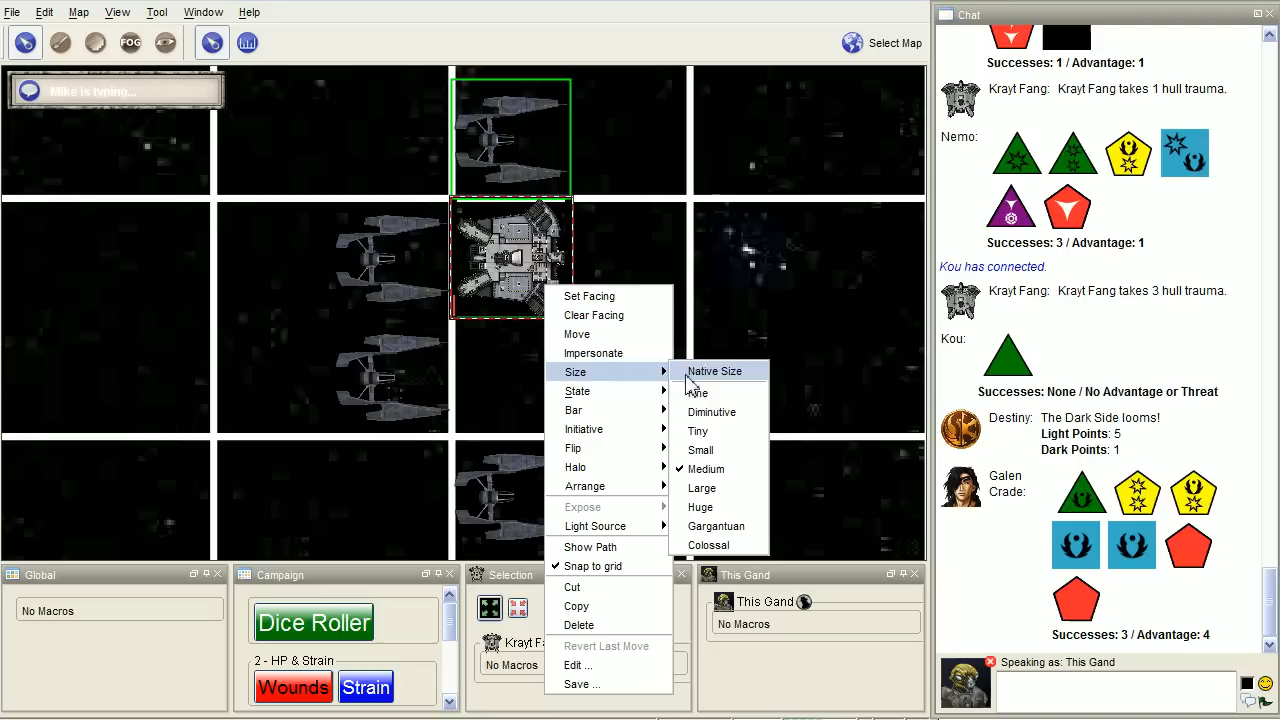 File Edit Map View Tool Window Help
FOG
Select Map
Mike is typing...
Set Facing
Clear Facing
Move
Impersonate
Size
State
Bar
Initiative
Flip
Halo
Arrange
Expose
Light Source
Show Path
Snap to grid
Cut
Copy
Delete
Revert Last Move
Edit ...
Save ...
Native Size
Diminutive
Tiny
Small
Medium
Large
Huge
Gargantuan
Colossal
Global
No Macros
Campaign
Dice Roller
2 - HP & Strain
Wounds Strain
Selection
Krayt F
No Macros
This Gand
This Gand
No Macros
Chat
Successes: 1 / Advantage: 1
Krayt Fang: Krayt Fang takes 1 hull trauma.
Nemo:
Successes: 3 / Advantage: 1
Kou has connected.
Krayt Fang: Krayt Fang takes 3 hull trauma.
Kou:
Successes: None / No Advantage or Threat
Destiny: The Dark Side looms!
Light Points: 5
Dark Points: 1
Galen
Crade:
Successes: 3 / Advantage: 4
Speaking as: This Gand